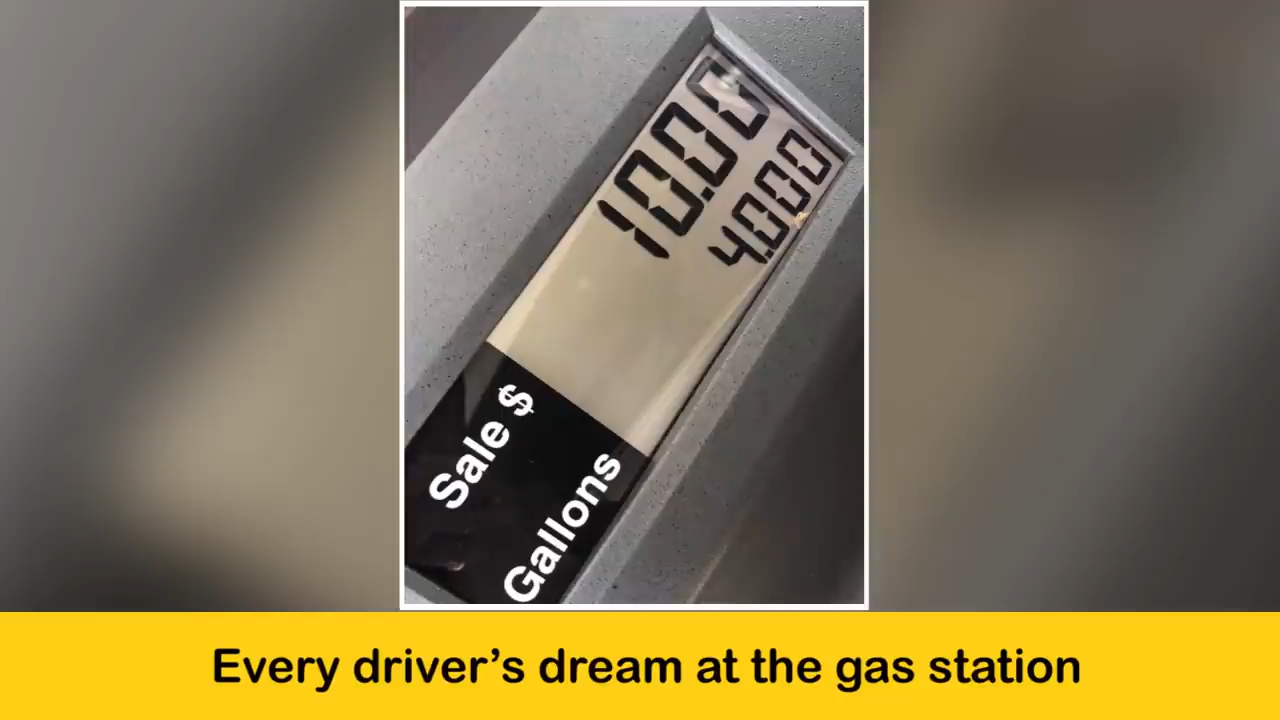 10.00
4.000
Sale $
Gallons
Every driver’s dream at the gas station